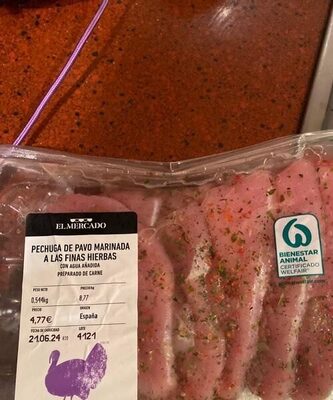 EL MERCADO
PECHUGA DE PAVO MARINADA
A LAS FINAS HIERBAS
CON AGUA AÑADIDA
PREPARADO DE CARNE
PESO NETO PRECIO/KG
0,544kg 8,77
PRECIO ORIGEN
4,77€ España
FECHA DE CADUCIDAD LOTE
21.06.24 4121
BIENESTAR
ANIMAL
CERTIFICADO
WELFAIR™